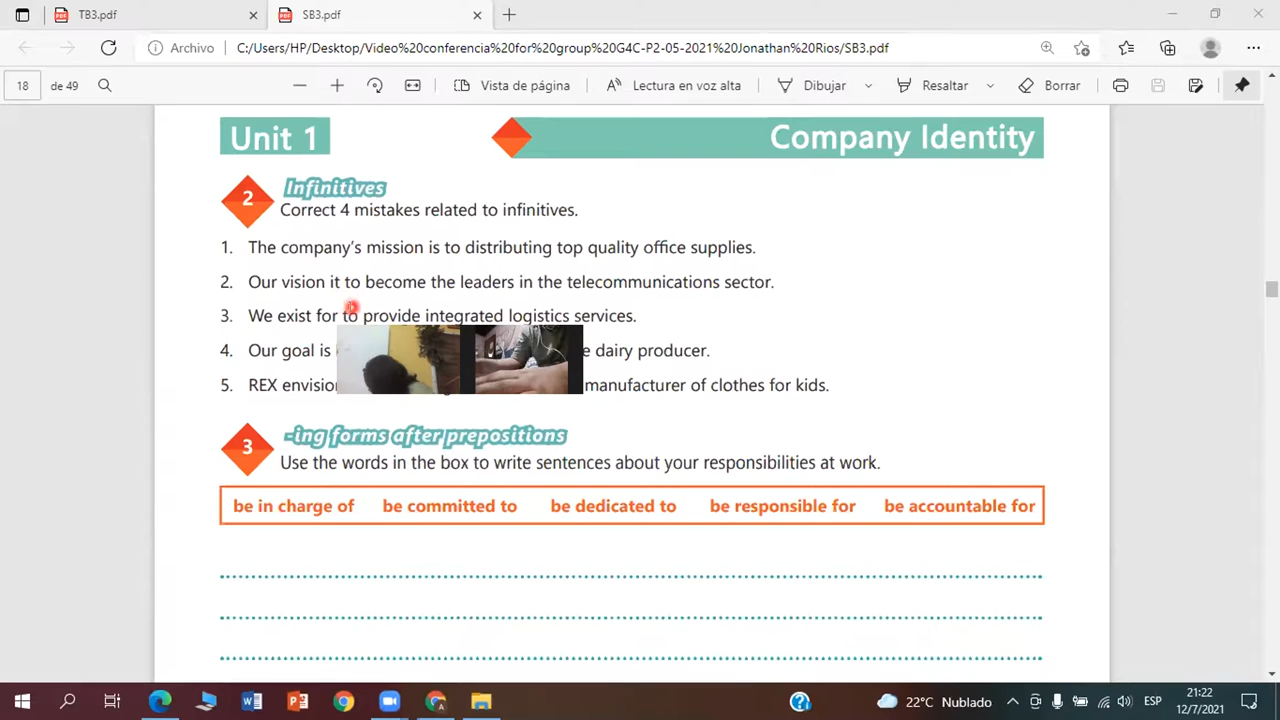 TB3.pdf
SB3.pdf
Archivo
C:/Users/HP/Desktop/Video%20conferencia%20for%20group%20G4C-P2-05-2021%20Jonathan%20Rios/SB3.pdf
18 de 49
Vista de página
Lectura en voz alta
Dibujar
Resaltar
Borrar
Unit 1
Company Identity
2
Infinitives
Correct 4 mistakes related to infinitives.
1. The company's mission is to distributing top quality office supplies.
2. Our vision it to become the leaders in the telecommunications sector.
3. We exist for to provide integrated logistics services.
4. Our goal is dairy producer.
5. REX manufacturer of clothes for kids.
3
-ing forms after prepositions
Use the words in the box to write sentences about your responsibilities at work.
be in charge of be committed to be dedicated to be responsible for be accountable for
22°C Nublado
ESP
21:22
12/7/2021